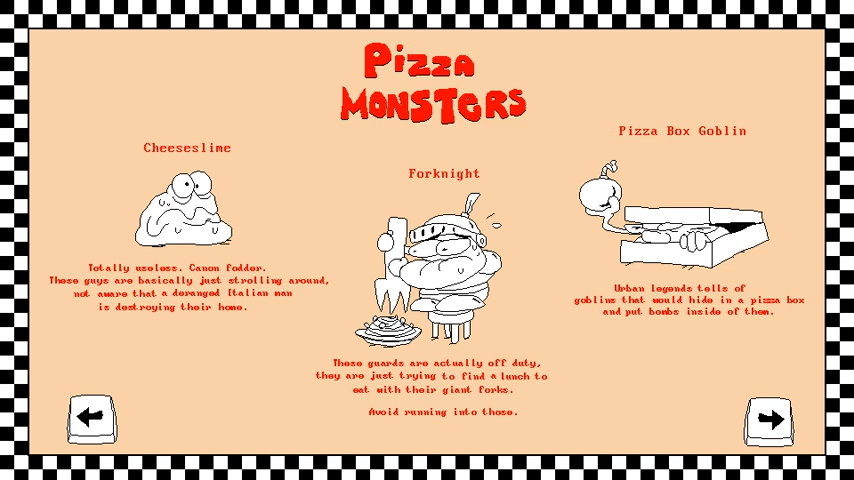 Pizza
Monsters
Cheeseslime
Totally useless. Canon fodder.
These guys are basically just strolling around,
not aware that a deranged Italian man
is destroying their home.
Forknight
These guards are actually off duty,
they are just trying to find a lunch to
eat with their giant forks.
Avoid running into those.
Pizza Box Goblin
Urban legends tells of
goblins that would hide in a pizza box
and put bombs inside of them.